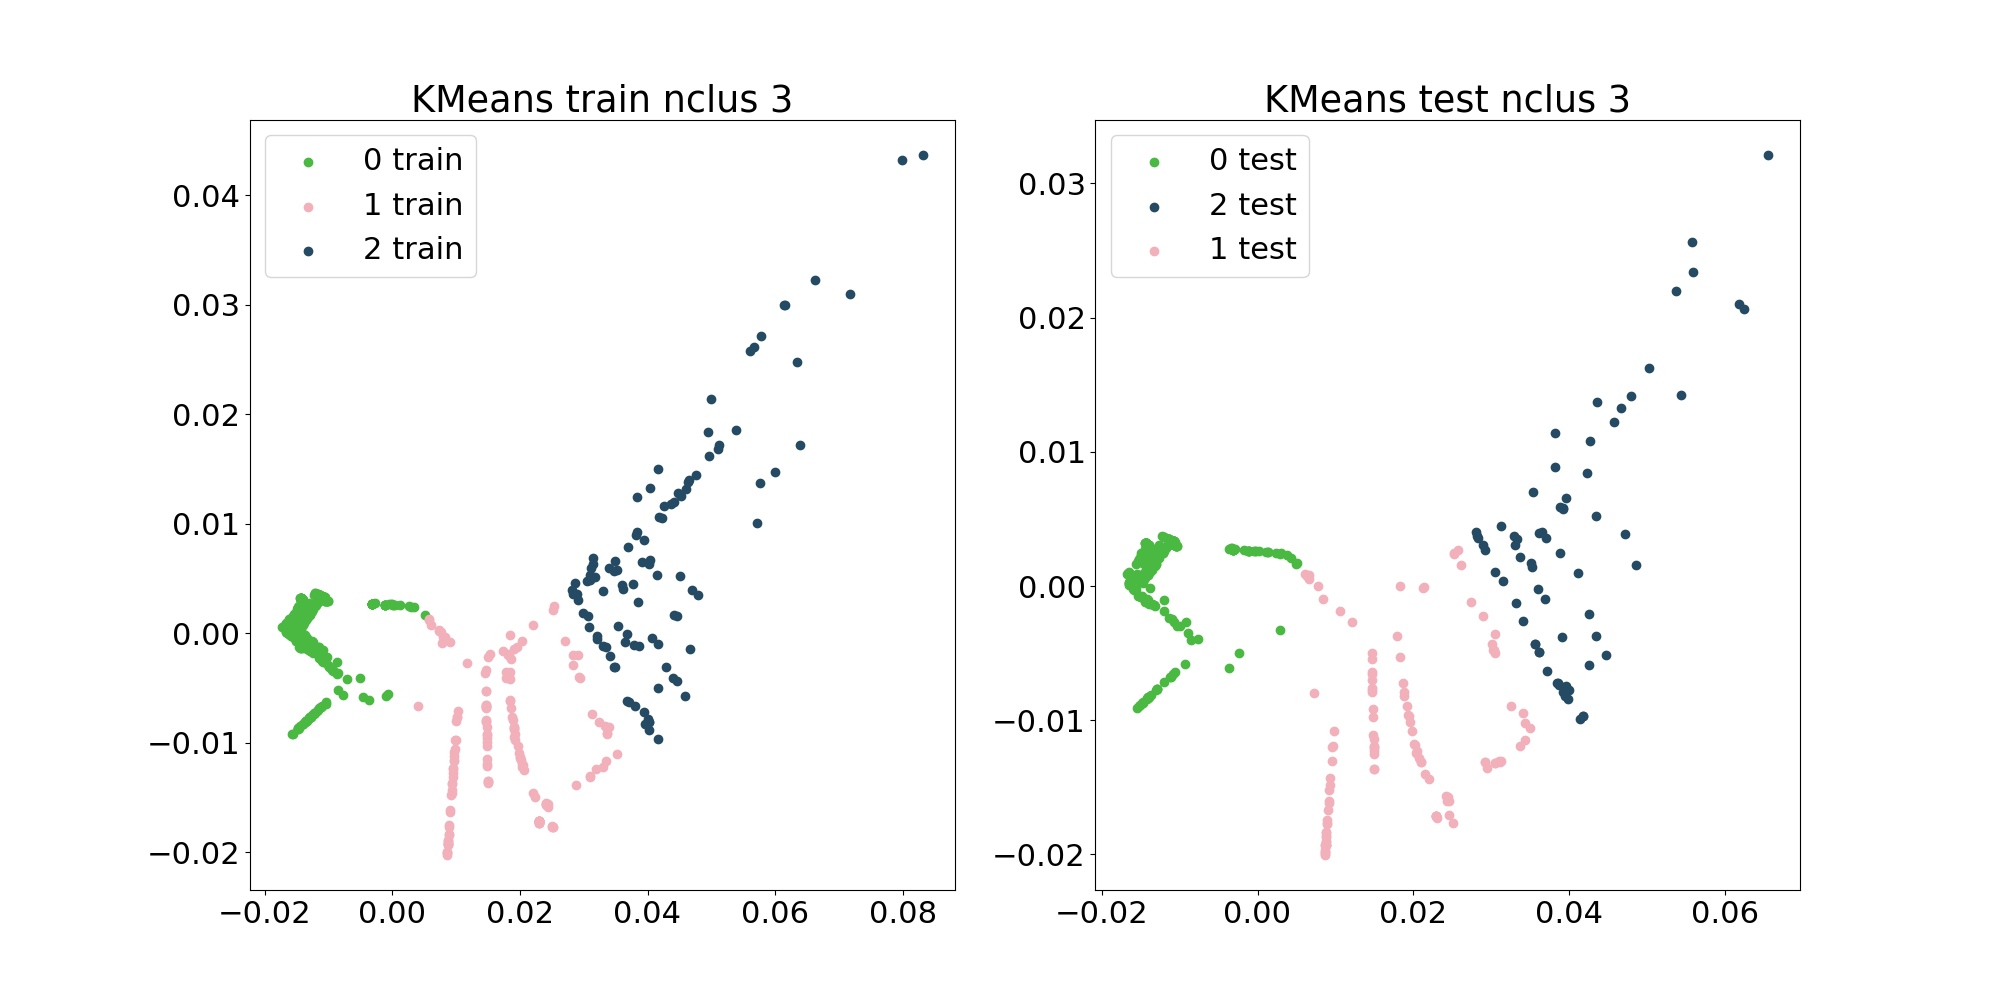 KMeans train nclus 3
0 train
1 train
2 train
0.04
0.03
0.02
0.01
0.00
−0.01
−0.02
−0.02 0.00 0.02 0.04 0.06 0.08
KMeans test nclus 3
0 test
2 test
1 test
0.03
0.02
0.01
0.00
−0.01
−0.02
−0.02 0.00 0.02 0.04 0.06